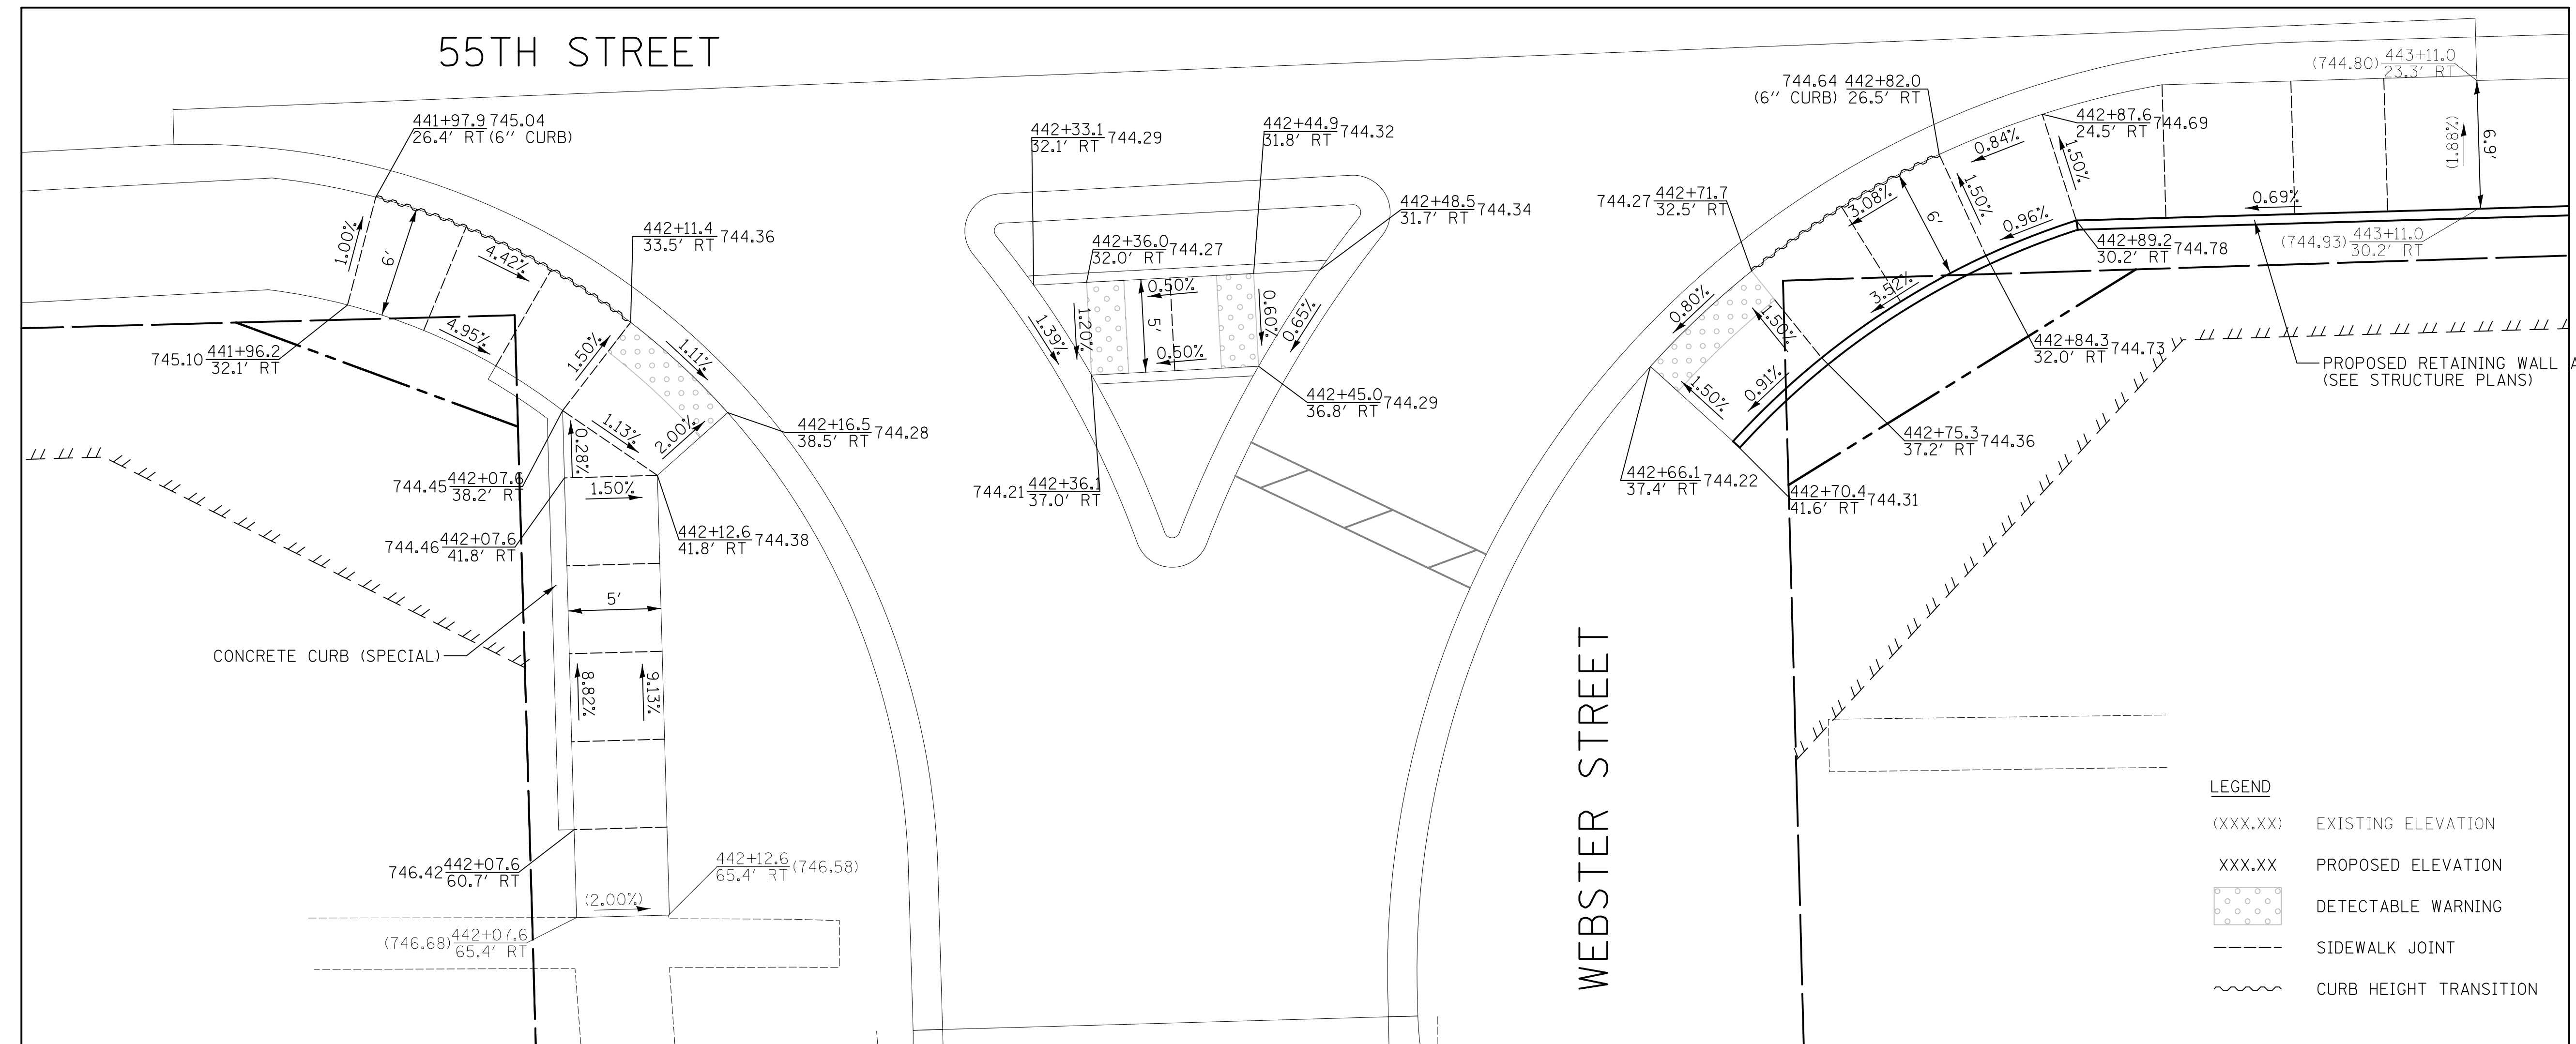 55TH STREET
441+97.9 745.04
26.4' RT (6'' CURB)
1.00%
6'
4.42%
4.95%
745.10 441+96.2
32.1' RT
442+11.4 744.36
33.5' RT
1.50%
1.11%
1.13%
2.00%
0.28%
442+16.5 744.28
38.5' RT
744.45 442+07.6
38.2' RT
1.50%
744.46 442+07.6
41.8' RT
442+12.6 744.38
41.8' RT
5'
CONCRETE CURB (SPECIAL)
8.82%
9.13%
746.42 442+07.6
60.7' RT
442+12.6 (746.58)
65.4' RT
(2.00%)
(746.68) 442+07.6
65.4' RT
442+33.1 744.29
32.1' RT
442+44.9 744.32
31.8' RT
442+48.5 744.34
31.7' RT
442+36.0 744.27
32.0' RT
0.50%
5'
0.50%
1.39%
1.20%
0.60%
0.65%
442+45.0 744.29
36.8' RT
744.21 442+36.1
37.0' RT
WEBSTER STREET
744.64 442+82.0
(6'' CURB) 26.5' RT
442+87.6 744.69
24.5' RT
(744.80) 443+11.0
23.3' RT
0.84%
1.50%
1.50%
(1.88%)
6.9'
744.27 442+71.7
32.5' RT
3.08%
6'
0.96%
0.69%
442+89.2 744.78
30.2' RT
(744.93) 443+11.0
30.2' RT
0.80%
1.50%
3.52%
442+84.3 744.73
32.0' RT
PROPOSED RETAINING WALL A
(SEE STRUCTURE PLANS)
1.50%
0.91%
442+75.3 744.36
37.2' RT
442+66.1 744.22
37.4' RT
442+70.4 744.31
41.6' RT
LEGEND
(XXX.XX) EXISTING ELEVATION
XXX.XX PROPOSED ELEVATION
DETECTABLE WARNING
SIDEWALK JOINT
CURB HEIGHT TRANSITION